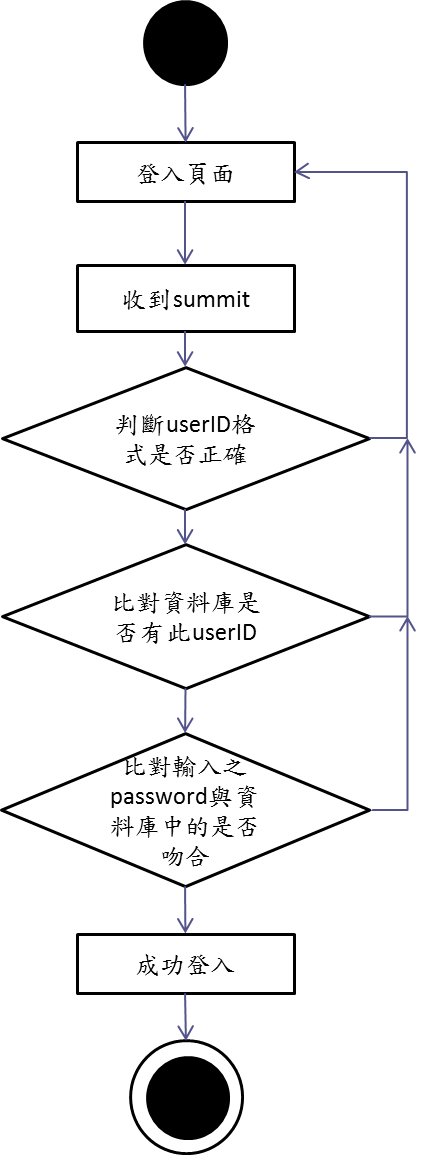 登入頁面
收到summit
判斷userID格
式是否正確
比對資料庫是
否有此userID
比對輸入之
password與資
料庫中的是否
吻合
成功登入